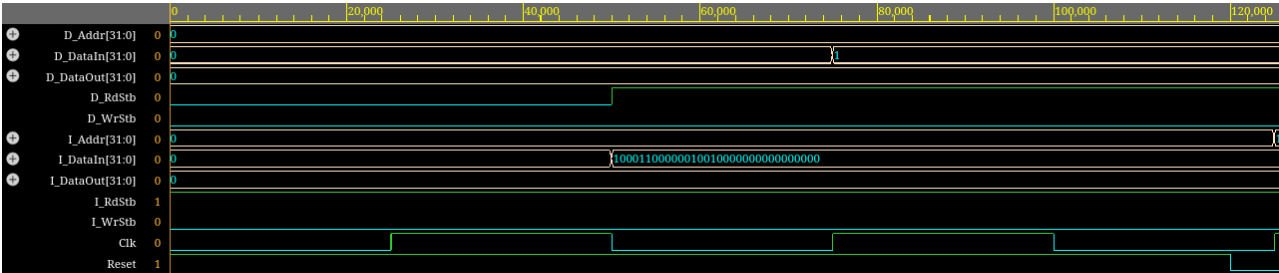 0 20,000 40,000 60,000 80,000 100,000 120,000
D_Addr[31:0] 0 0
D_DataIn[31:0] 0 0 1
D_DataOut[31:0] 0 0
D_RdStb 0
D_WrStb 0
I_Addr[31:0] 0 0
I_DataIn[31:0] 0 0 10001100000010010000000000000000
I_DataOut[31:0] 0 0
I_RdStb 1
I_WrStb 0
Clk 0
Reset 1